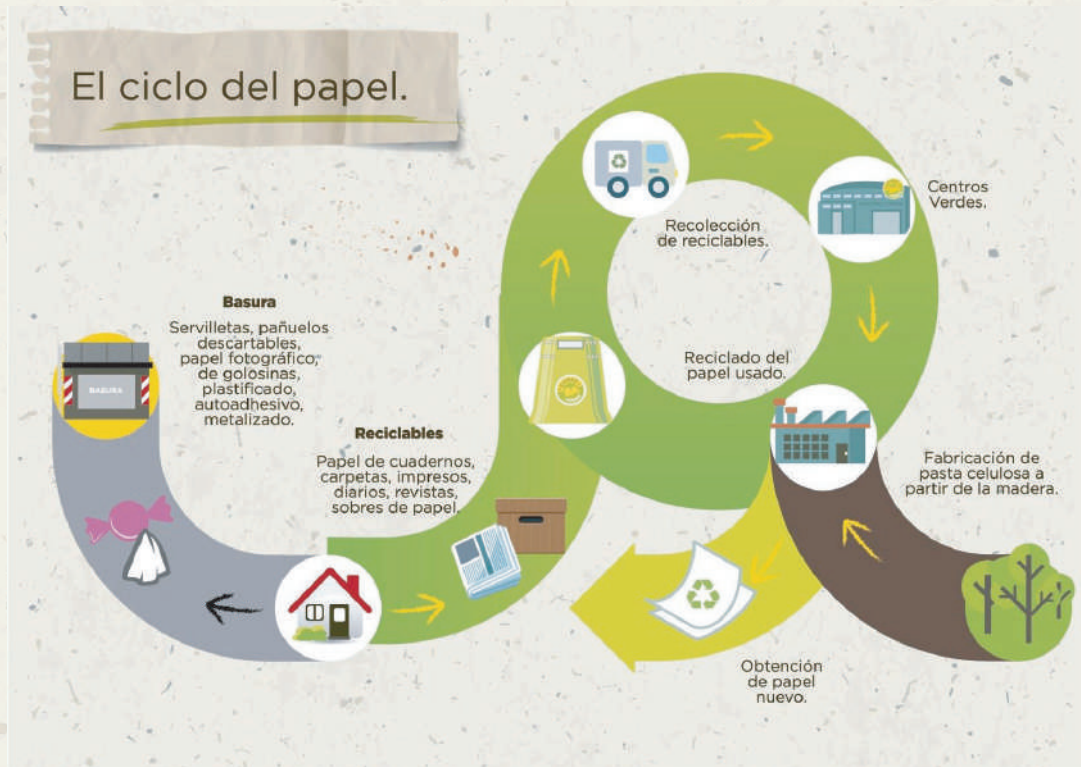 El ciclo del papel.
Recolección
de reciclables.
Centros
Verdes.
Basura
Servilletas, pañuelos
descartables,
papel fotográfico,
de golosinas,
plastificado,
autoadhesivo,
metalizado.
BASURA
Reciclables
Papel de cuadernos,
carpetas, impresos,
diarios, revistas,
sobres de papel.
Reciclado del
papel usado.
Fabricación de
pasta celulosa a
partir de la madera.
Obtención
de papel
nuevo.